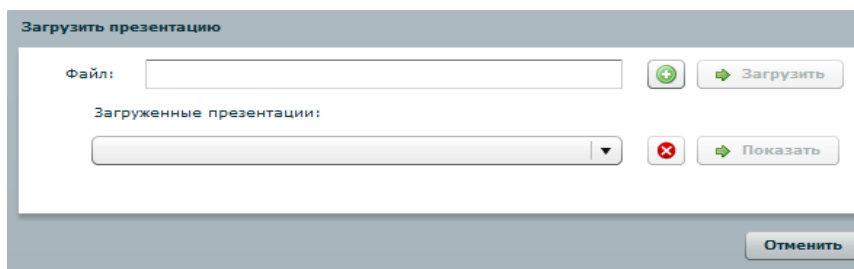 Загрузить презентацию
Файл:
Загрузить
Загруженные презентации:
Показать
Отменить